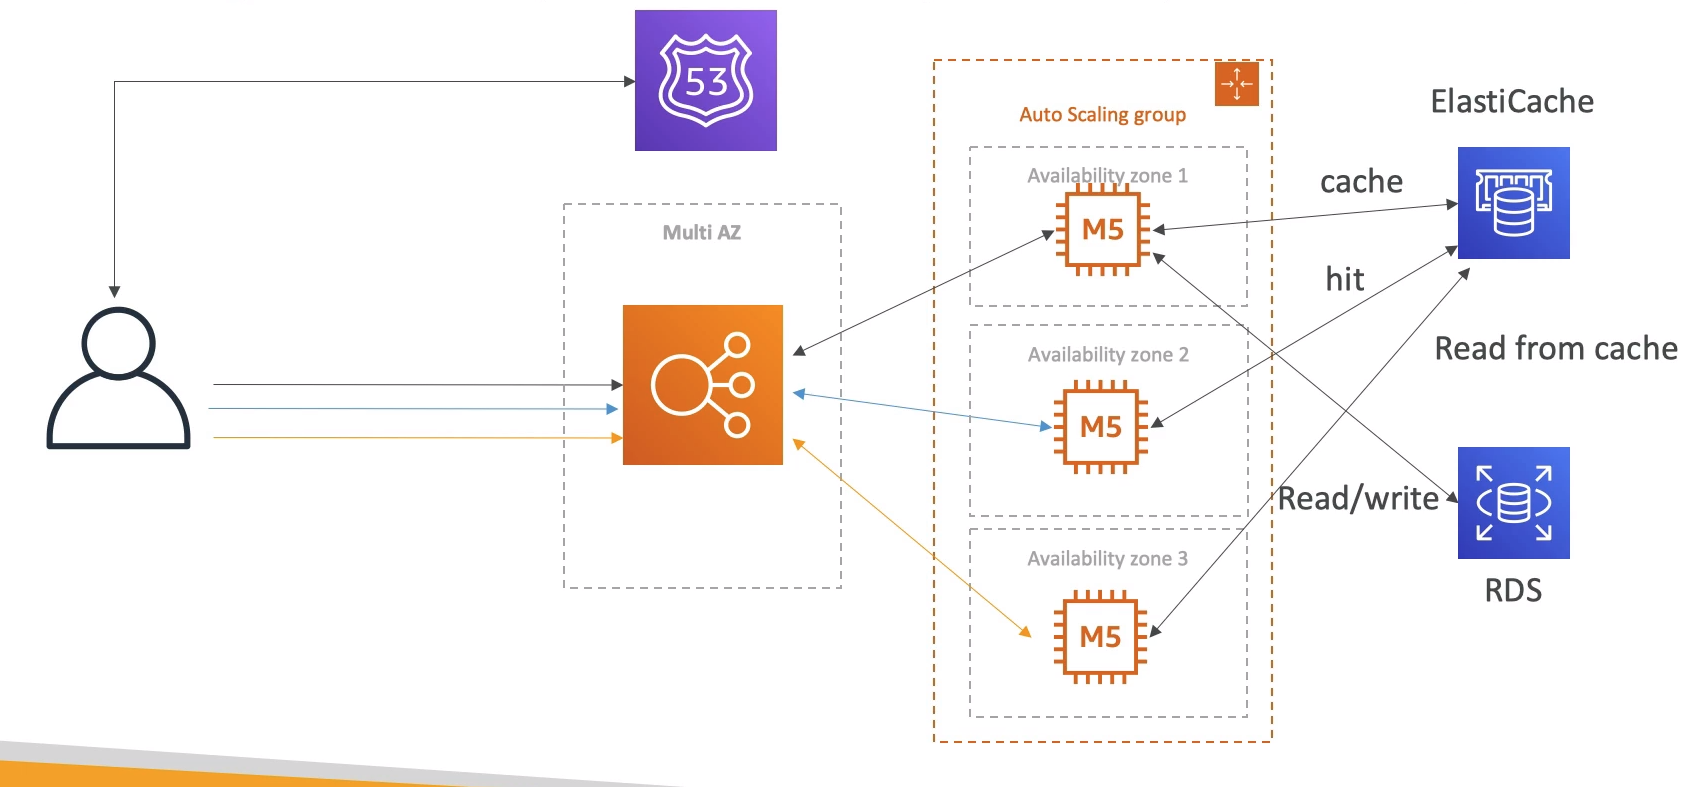 53
Auto Scaling group
ElastiCache
Availability zone 1
cache
M5
Multi AZ
hit
Availability zone 2
Read from cache
M5
Read/write
Availability zone 3
RDS
M5